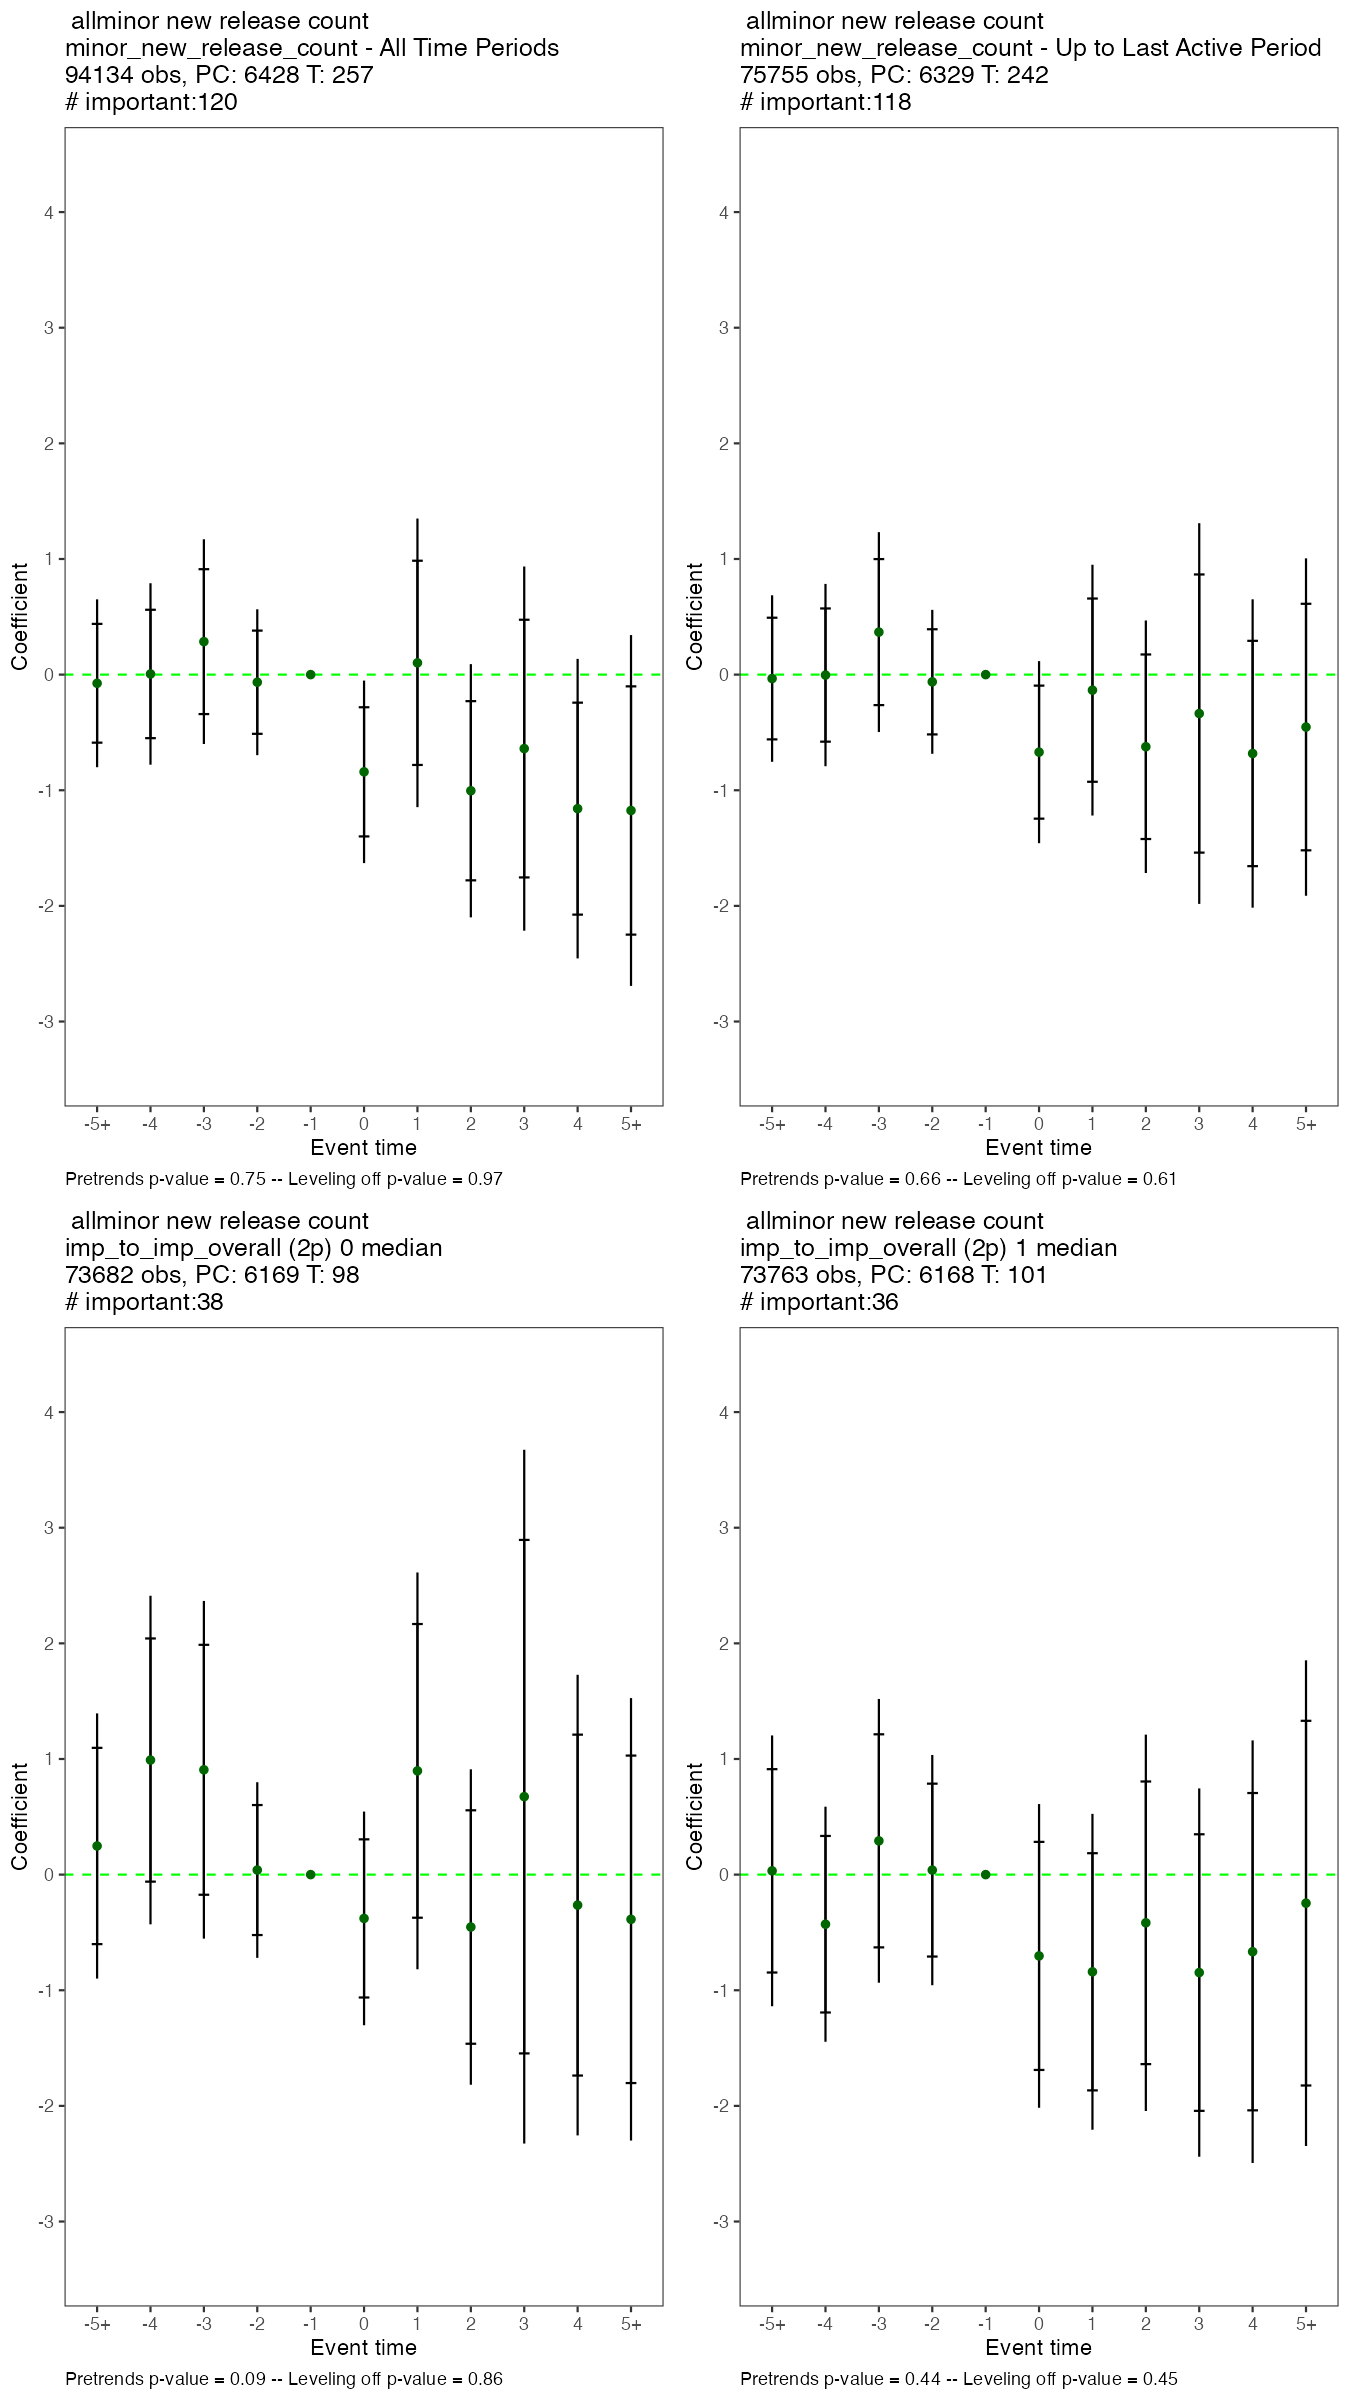 allminor new release count
minor_new_release_count - All Time Periods
94134 obs, PC: 6428 T: 257
# important:120
4
3
2
1
0
-1
-2
-3
Coefficient
-5+ -4 -3 -2 -1 0 1 2 3 4 5+
Event time
Pretrends p-value = 0.75 -- Leveling off p-value = 0.97
allminor new release count
minor_new_release_count - Up to Last Active Period
75755 obs, PC: 6329 T: 242
# important:118
4
3
2
1
0
-1
-2
-3
Coefficient
-5+ -4 -3 -2 -1 0 1 2 3 4 5+
Event time
Pretrends p-value = 0.66 -- Leveling off p-value = 0.61
allminor new release count
imp_to_imp_overall (2p) 0 median
73682 obs, PC: 6169 T: 98
# important:38
4
3
2
1
0
-1
-2
-3
Coefficient
-5+ -4 -3 -2 -1 0 1 2 3 4 5+
Event time
Pretrends p-value = 0.09 -- Leveling off p-value = 0.86
allminor new release count
imp_to_imp_overall (2p) 1 median
73763 obs, PC: 6168 T: 101
# important:36
4
3
2
1
0
-1
-2
-3
Coefficient
-5+ -4 -3 -2 -1 0 1 2 3 4 5+
Event time
Pretrends p-value = 0.44 -- Leveling off p-value = 0.45